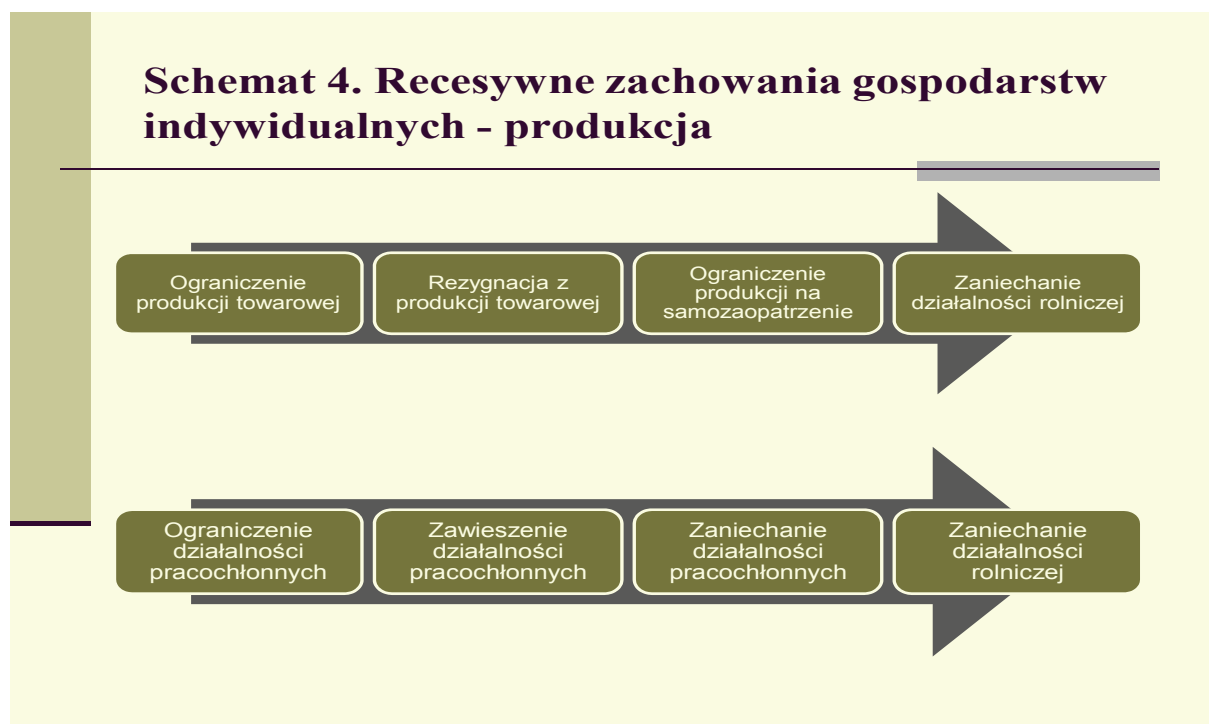 Schemat 4. Recesywne zachowania gospodarstw
indywidualnych - produkcja
Ograniczenie
produkcji towarowej
Rezygnacja z
produkcji towarowej
Ograniczenie
produkcji na
samozaopatrzenie
Zaniechanie
działalności rolniczej
Ograniczenie
działalności
pracochłonnych
Zawieszenie
działalności
pracochłonnych
Zaniechanie
działalności
pracochłonnych
Zaniechanie
działalności
rolniczej